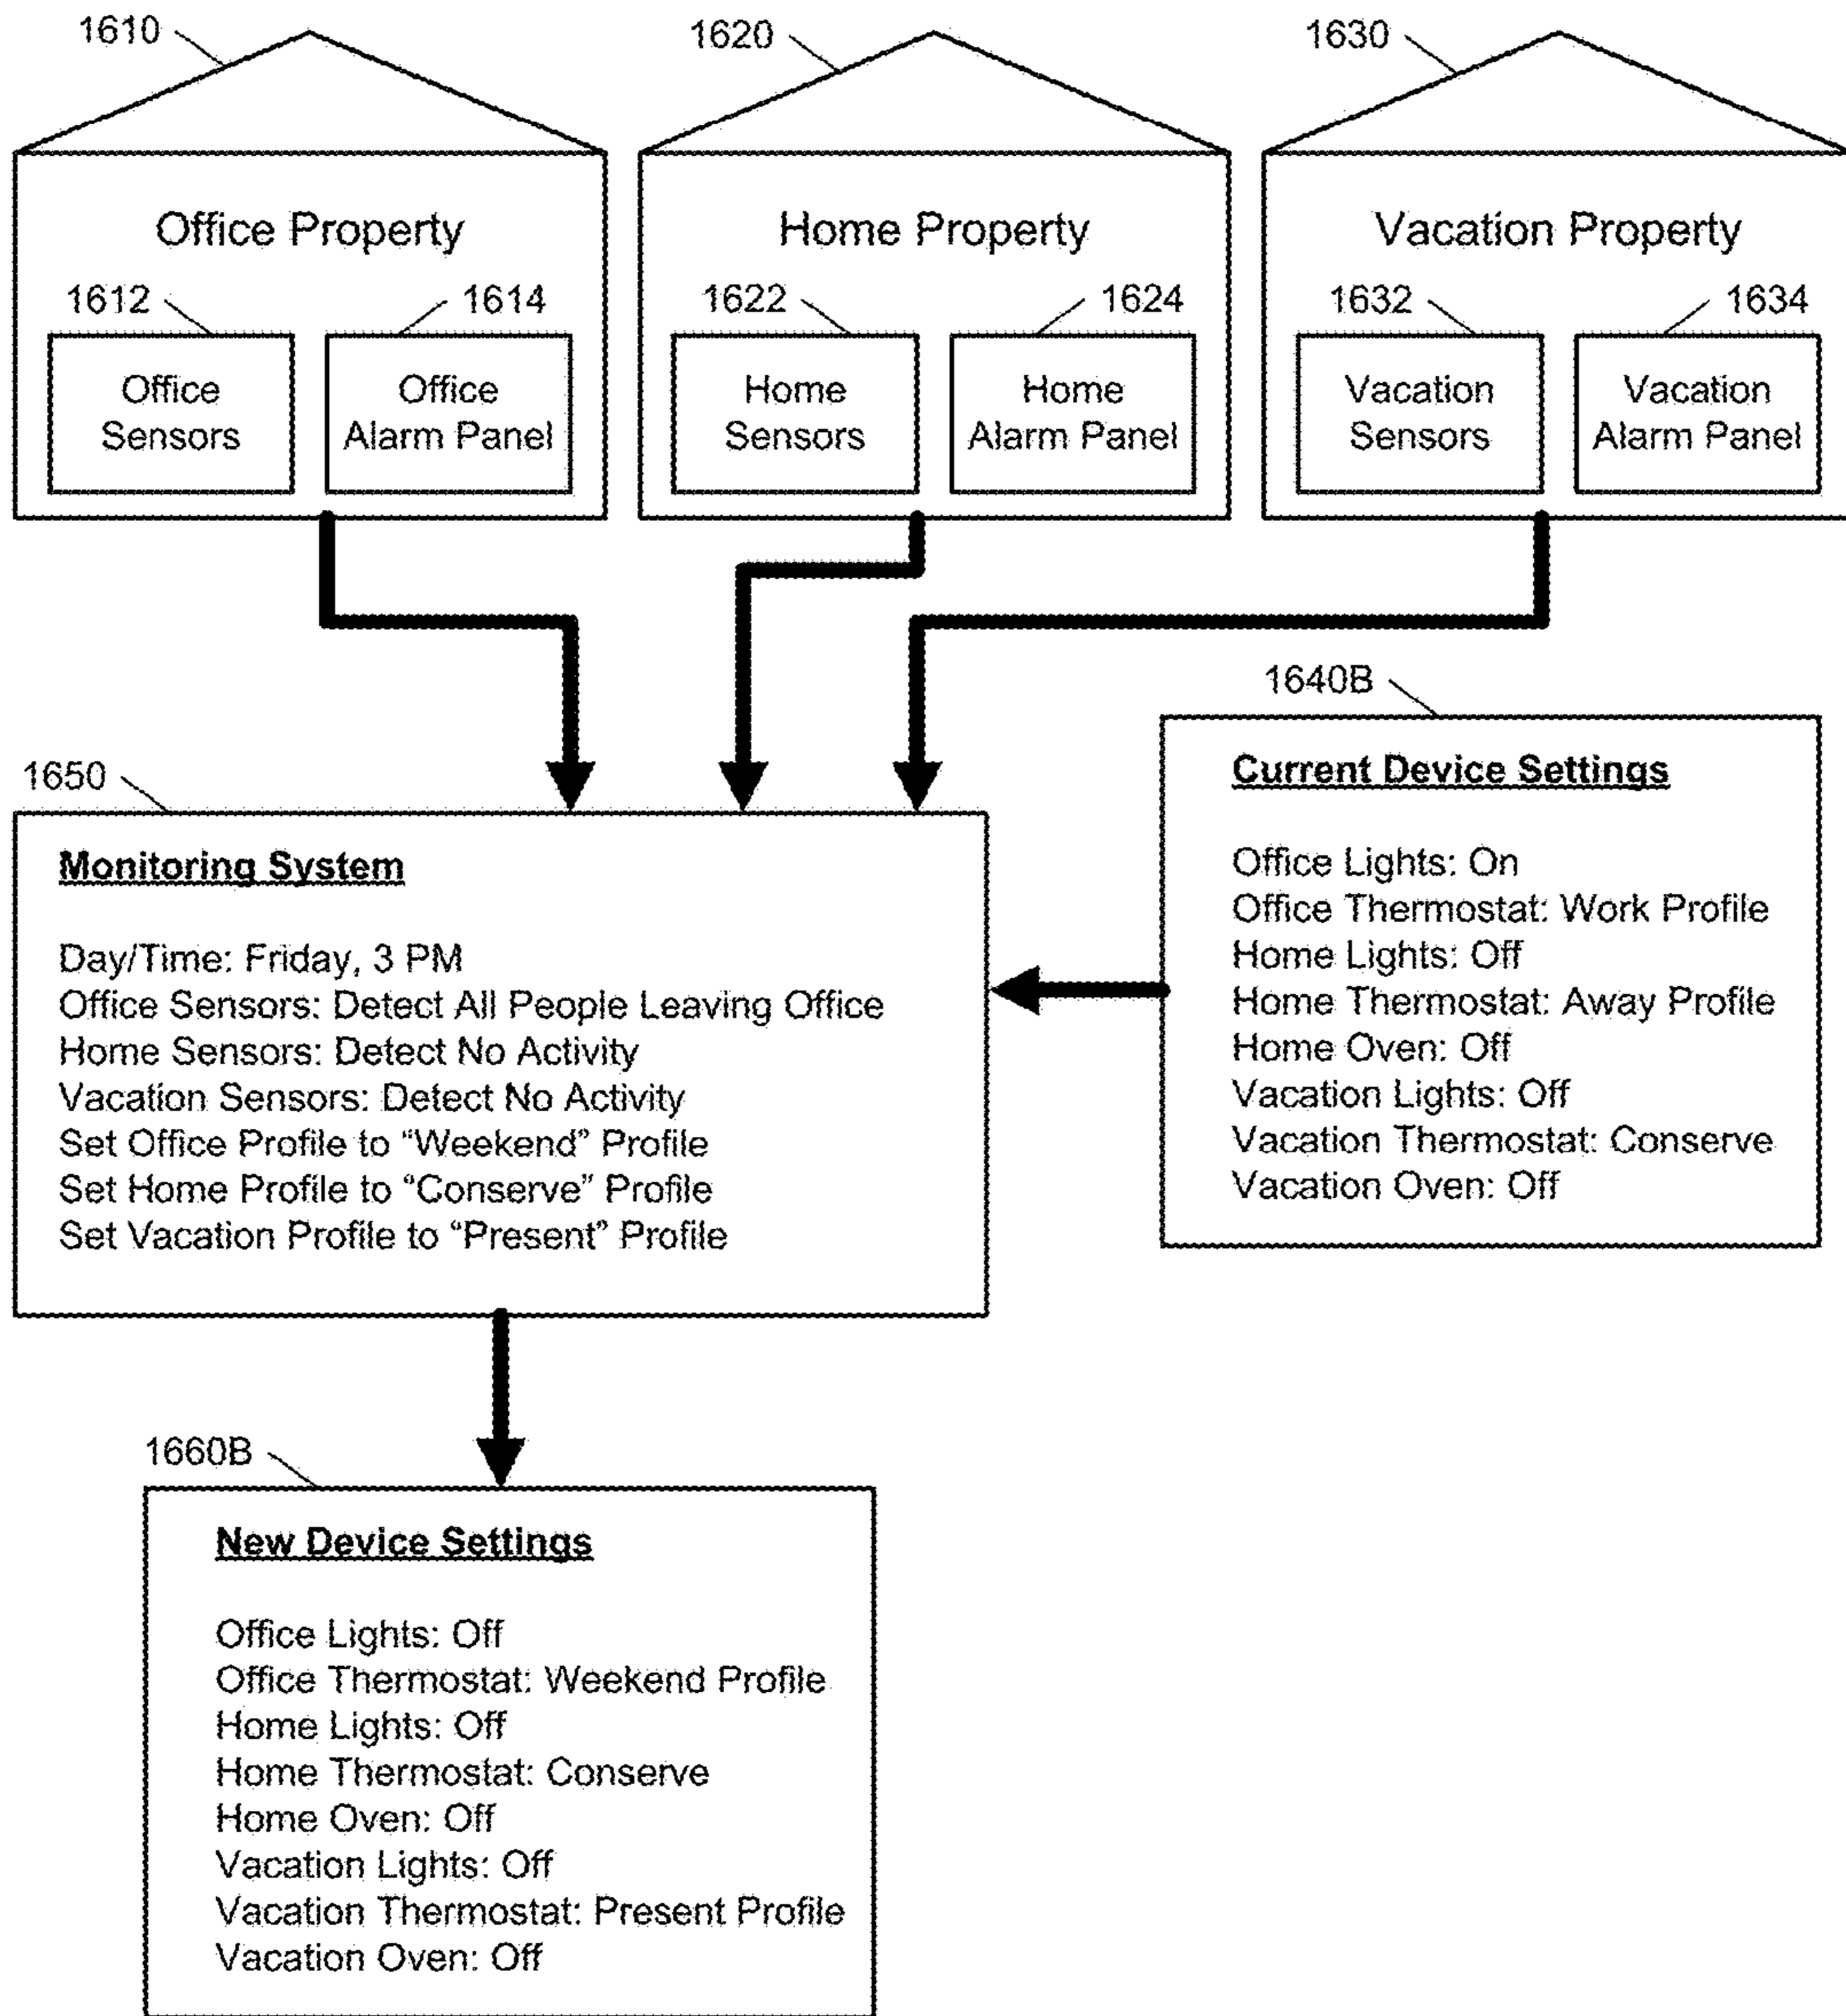 1610
1620
1630
Office Property
Home Property
Vacation Property
1612
1614
1622
1624
1632
1634
Office
Sensors
Office
Alarm Panel
Home
Sensors
Home
Alarm Panel
Vacation
Sensors
Vacation
Alarm Panel
1640B
Current Device Settings
Office Lights: On
Office Thermostat: Work Profile
Home Lights: Off
Home Thermostat: Away Profile
Home Oven: Off
Vacation Lights: Off
Vacation Thermostat: Conserve
Vacation Oven: Off
1650
Monitoring System
Day/Time: Friday, 3 PM
Office Sensors: Detect All People Leaving Office
Home Sensors: Detect No Activity
Vacation Sensors: Detect No Activity
Set Office Profile to “Weekend” Profile
Set Home Profile to “Conserve” Profile
Set Vacation Profile to “Present” Profile
1660B
New Device Settings
Office Lights: Off
Office Thermostat: Weekend Profile
Home Lights: Off
Home Thermostat: Conserve
Home Oven: Off
Vacation Lights: Off
Vacation Thermostat: Present Profile
Vacation Oven: Off